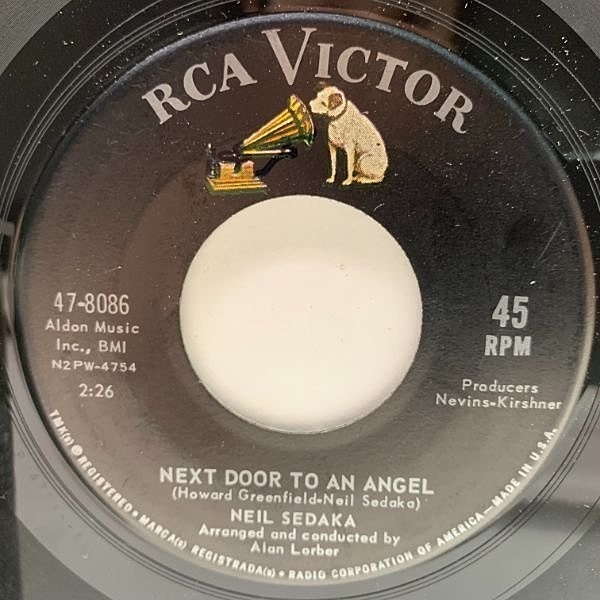 RCA VICTOR
47-8086
Aldon Music
Inc., BMI
N2PW-4754
2:26
45
RPM
Producers
Nevins-Kirshner
NEXT DOOR TO AN ANGEL
(Howard Greenfield-Neil Sedaka)
NEIL SEDAKA
Arranged and conducted by
Alan Lorber
TMK(s) ® REGISTERED • MARCA(s) REGISTRADA(s) • RADIO CORPORATION OF AMERICA—MADE IN U.S.A.